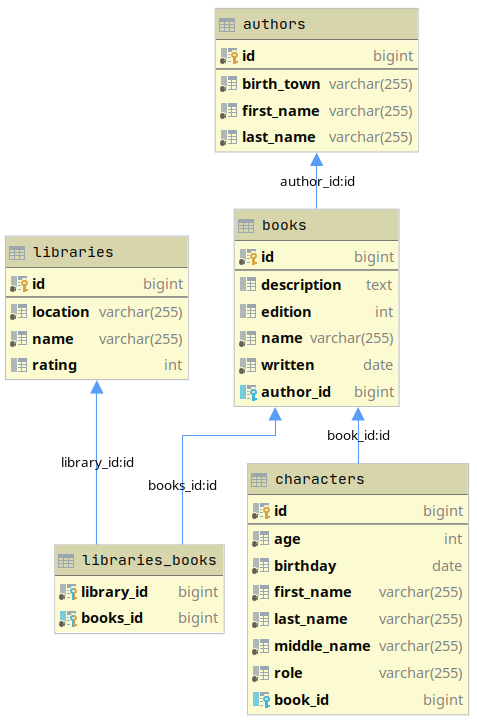 authors
id bigint
birth_town varchar(255)
first_name varchar(255)
last_name varchar(255)
author_id:id
books
id bigint
description text
edition int
name varchar(255)
written date
author_id bigint
libraries
id bigint
location varchar(255)
name varchar(255)
rating int
library_id:id
books_id:id
book_id:id
characters
id bigint
age int
birthday date
first_name varchar(255)
last_name varchar(255)
middle_name varchar(255)
role varchar(255)
book_id bigint
libraries_books
library_id bigint
books_id bigint